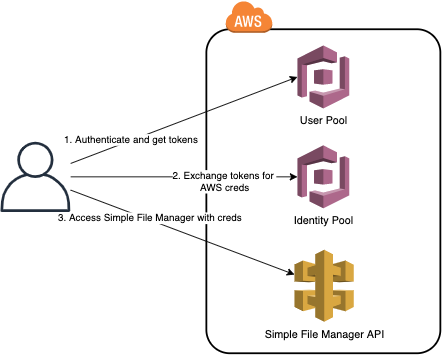 AWS
User Pool
1. Authenticate and get tokens
2. Exchange tokens for
AWS creds
Identity Pool
3. Access Simple File Manager with creds
Simple File Manager API